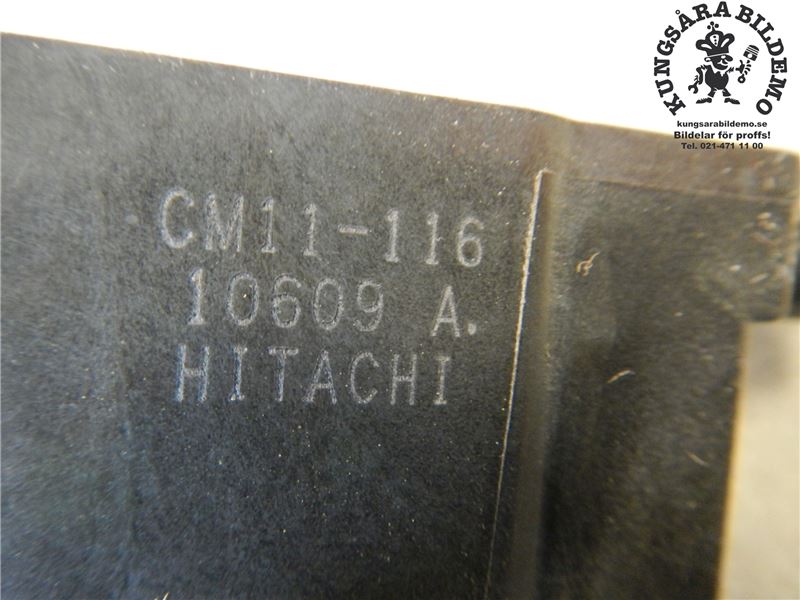 KUNGSÅRA BILDEMO
kungsarabildemo.se
Bildelar för proffs!
Tel. 021-471 11 00
CM11-116
10609 A.
HITACHI